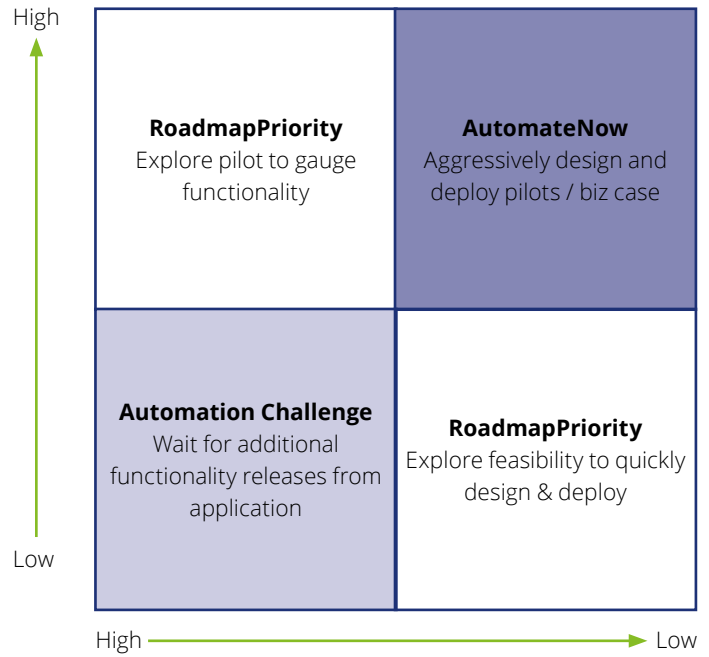 High
RoadmapPriority
Explore pilot to gauge
functionality
AutomateNow
Aggressively design and
deploy pilots / biz case
Automation Challenge
Wait for additional
functionality releases from
application
RoadmapPriority
Explore feasibility to quickly
design & deploy
Low
High
Low